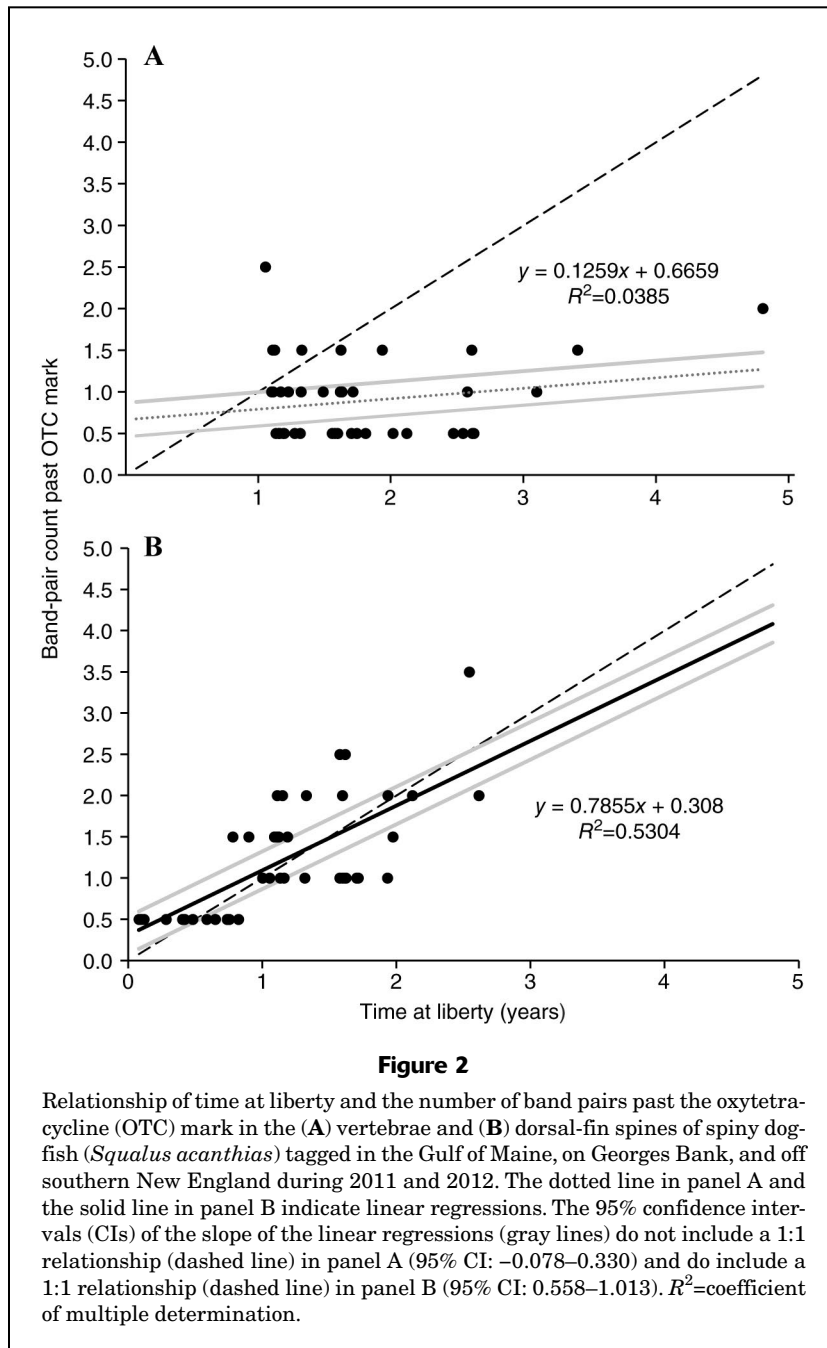 A
5.0
4.5
4.0
3.5
3.0
2.5
2.0
1.5
1.0
0.5
0.0
y = 0.1259x + 0.6659
R²=0.0385
1
2
3
4
5
Band-pair count past OTC mark
B
5.0
4.5
4.0
3.5
3.0
2.5
2.0
1.5
1.0
0.5
0.0
y = 0.7855x + 0.308
R²=0.5304
0
1
2
3
4
5
Time at liberty (years)
Figure 2
Relationship of time at liberty and the number of band pairs past the oxytetra-
cycline (OTC) mark in the (A) vertebrae and (B) dorsal-fin spines of spiny dog-
fish (Squalus acanthias) tagged in the Gulf of Maine, on Georges Bank, and off
southern New England during 2011 and 2012. The dotted line in panel A and
the solid line in panel B indicate linear regressions. The 95% confidence inter-
vals (CIs) of the slope of the linear regressions (gray lines) do not include a 1:1
relationship (dashed line) in panel A (95% CI: −0.078–0.330) and do include a
1:1 relationship (dashed line) in panel B (95% CI: 0.558–1.013). R²=coefficient
of multiple determination.